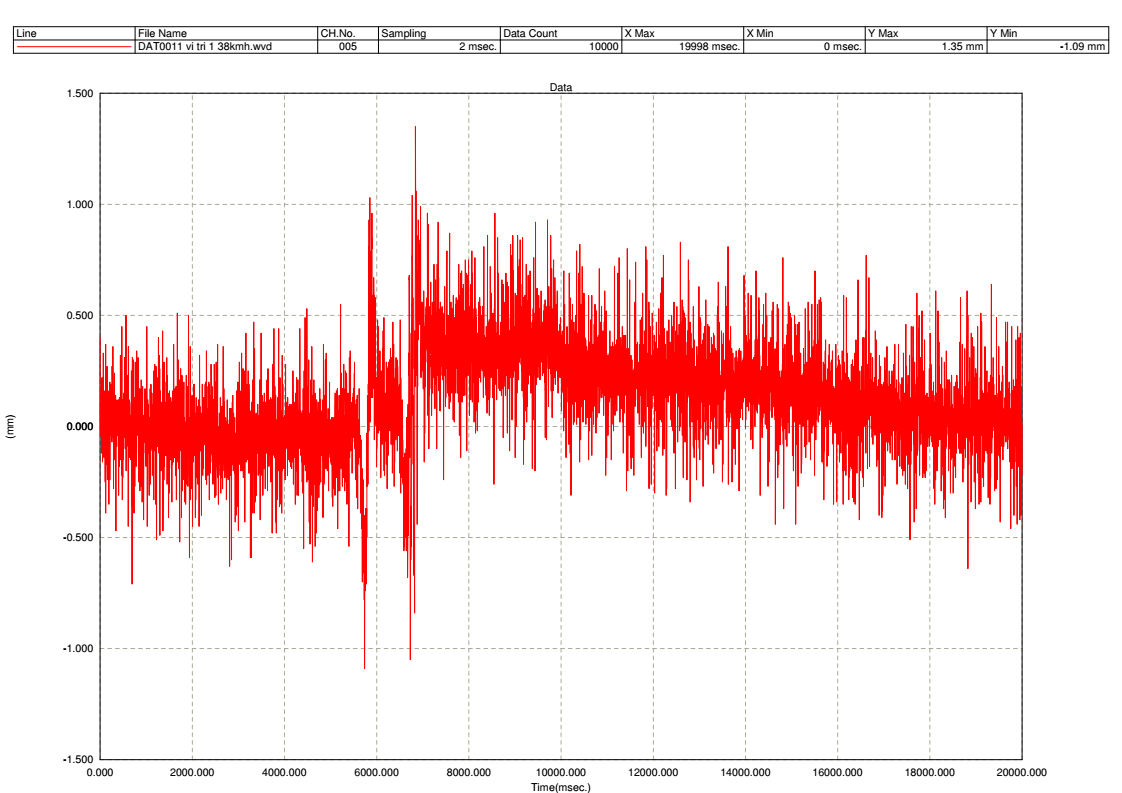 Line File Name CH.No. Sampling Data Count X Max X Min Y Max Y Min
DAT0011 vi tri 1 38kmh.wvd 005 2 msec. 10000 19998 msec. 0 msec. 1.35 mm -1.09 mm
Data
1.500
1.000
0.500
0.000
-0.500
-1.000
-1.500
(mm)
0.000 2000.000 4000.000 6000.000 8000.000 10000.000 12000.000 14000.000 16000.000 18000.000 20000.000
Time(msec.)